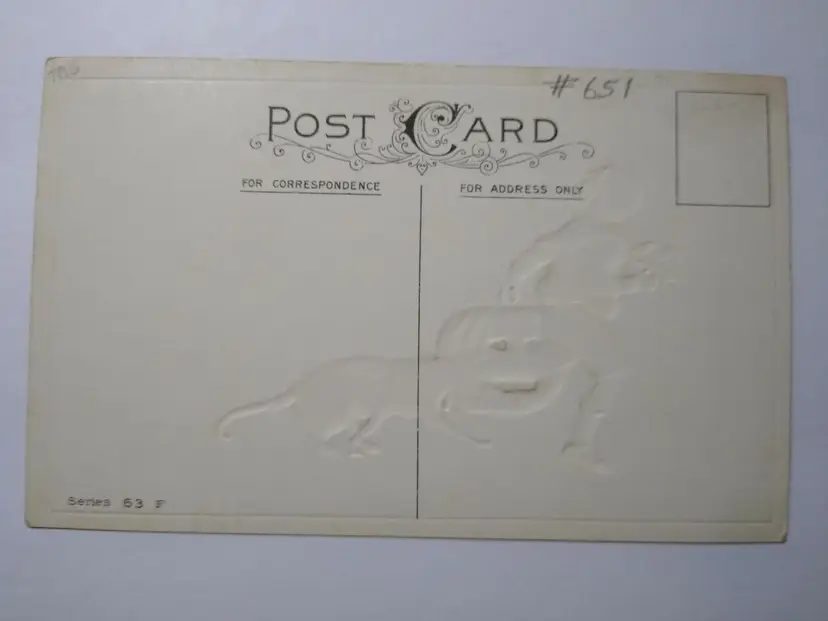 #651
POST CARD
FOR CORRESPONDENCE
FOR ADDRESS ONLY
Series 63 F